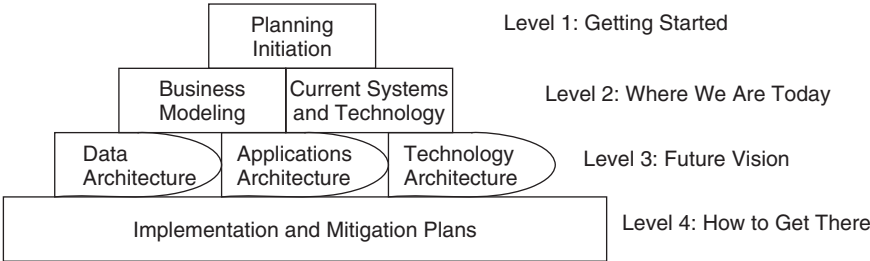 Planning
Initiation
Level 1: Getting Started
Business
Modeling
Current Systems
and Technology
Level 2: Where We Are Today
Data
Architecture
Applications
Architecture
Technology
Architecture
Level 3: Future Vision
Implementation and Mitigation Plans
Level 4: How to Get There